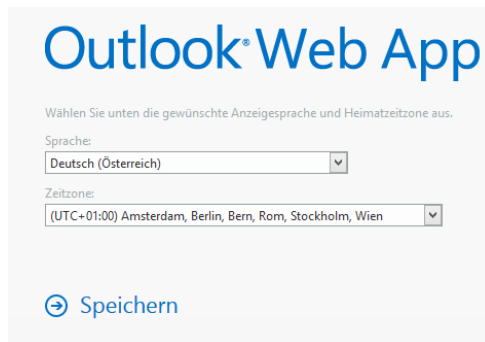 Outlook® Web App
Wählen Sie unten die gewünschte Anzeigesprache und Heimatzeitzone aus.
Sprache:
Deutsch (Österreich)
Zeitzone:
(UTC+01:00) Amsterdam, Berlin, Bern, Rom, Stockholm, Wien
Speichern